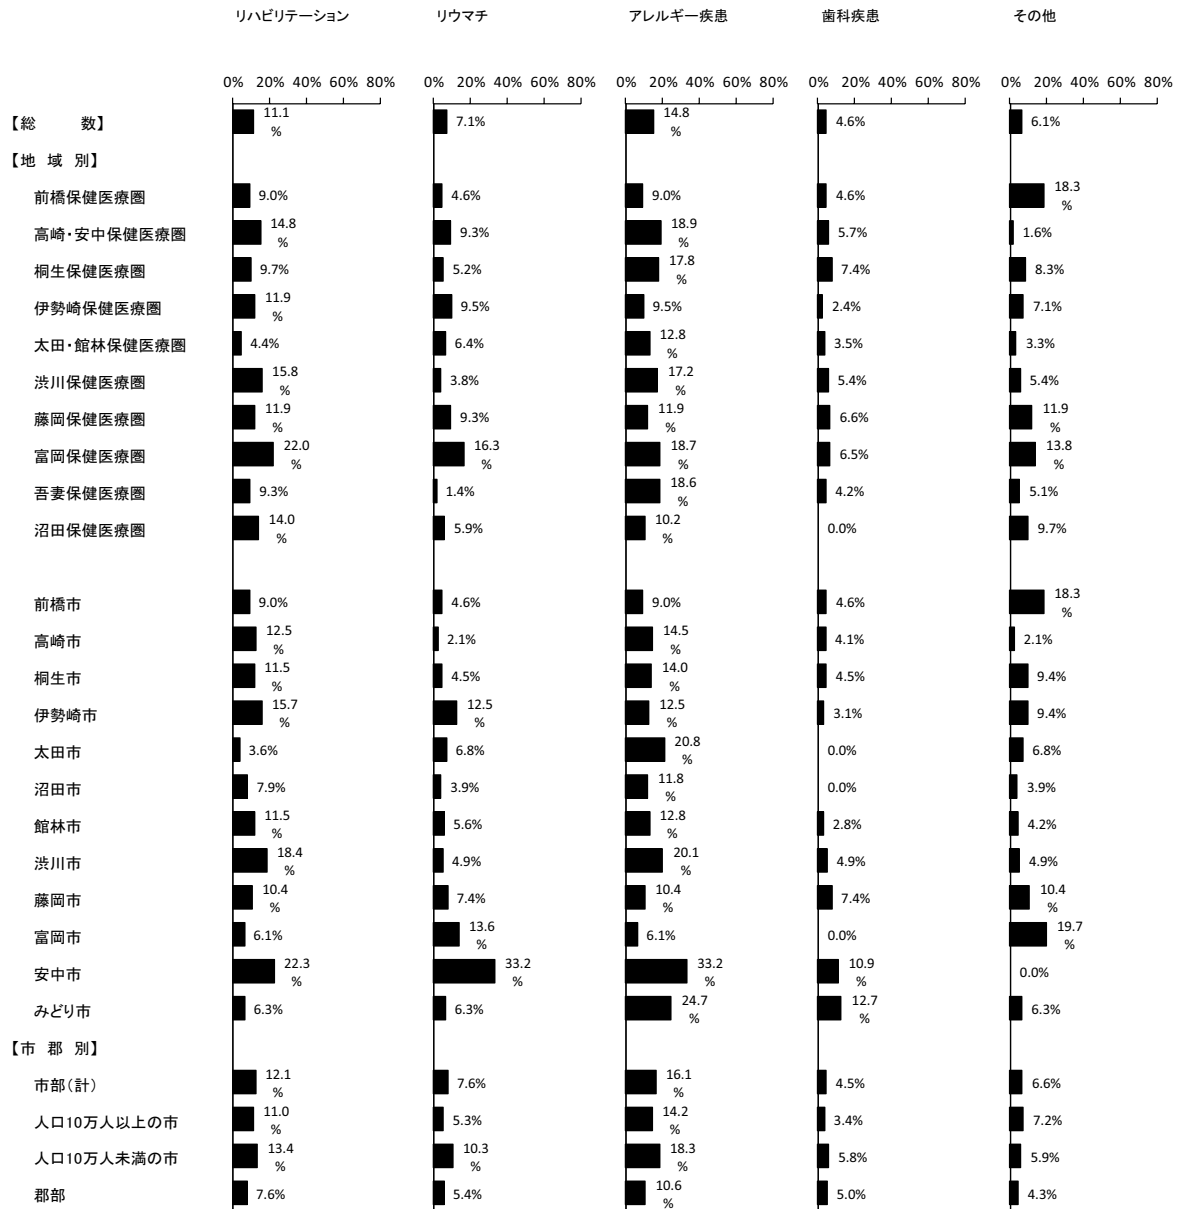 リハビリテーション リウマチ アレルギー疾患 歯科疾患 その他
0% 20% 40% 60% 80% 0% 20% 40% 60% 80% 0% 20% 40% 60% 80% 0% 20% 40% 60% 80% 0% 20% 40% 60% 80%
【総　　数】 11.1% 7.1% 14.8% 4.6% 6.1%
【地 域 別】
前橋保健医療圏 9.0% 4.6% 9.0% 4.6% 18.3%
高崎・安中保健医療圏 14.8% 9.3% 18.9% 5.7% 1.6%
桐生保健医療圏 9.7% 5.2% 17.8% 7.4% 8.3%
伊勢崎保健医療圏 11.9% 9.5% 9.5% 2.4% 7.1%
太田・館林保健医療圏 4.4% 6.4% 12.8% 3.5% 3.3%
渋川保健医療圏 15.8% 3.8% 17.2% 5.4% 5.4%
藤岡保健医療圏 11.9% 9.3% 11.9% 6.6% 11.9%
富岡保健医療圏 22.0% 16.3% 18.7% 6.5% 13.8%
吾妻保健医療圏 9.3% 1.4% 18.6% 4.2% 5.1%
沼田保健医療圏 14.0% 5.9% 10.2% 0.0% 9.7%
前橋市 9.0% 4.6% 9.0% 4.6% 18.3%
高崎市 12.5% 2.1% 14.5% 4.1% 2.1%
桐生市 11.5% 4.5% 14.0% 4.5% 9.4%
伊勢崎市 15.7% 12.5% 12.5% 3.1% 9.4%
太田市 3.6% 6.8% 20.8% 0.0% 6.8%
沼田市 7.9% 3.9% 11.8% 0.0% 3.9%
館林市 11.5% 5.6% 12.8% 2.8% 4.2%
渋川市 18.4% 4.9% 20.1% 4.9% 4.9%
藤岡市 10.4% 7.4% 10.4% 7.4% 10.4%
富岡市 6.1% 13.6% 6.1% 0.0% 19.7%
安中市 22.3% 33.2% 33.2% 10.9% 0.0%
みどり市 6.3% 6.3% 24.7% 12.7% 6.3%
【市 郡 別】
市部（計） 12.1% 7.6% 16.1% 4.5% 6.6%
人口10万人以上の市 11.0% 5.3% 14.2% 3.4% 7.2%
人口10万人未満の市 13.4% 10.3% 18.3% 5.8% 5.9%
郡部 7.6% 5.4% 10.6% 5.0% 4.3%